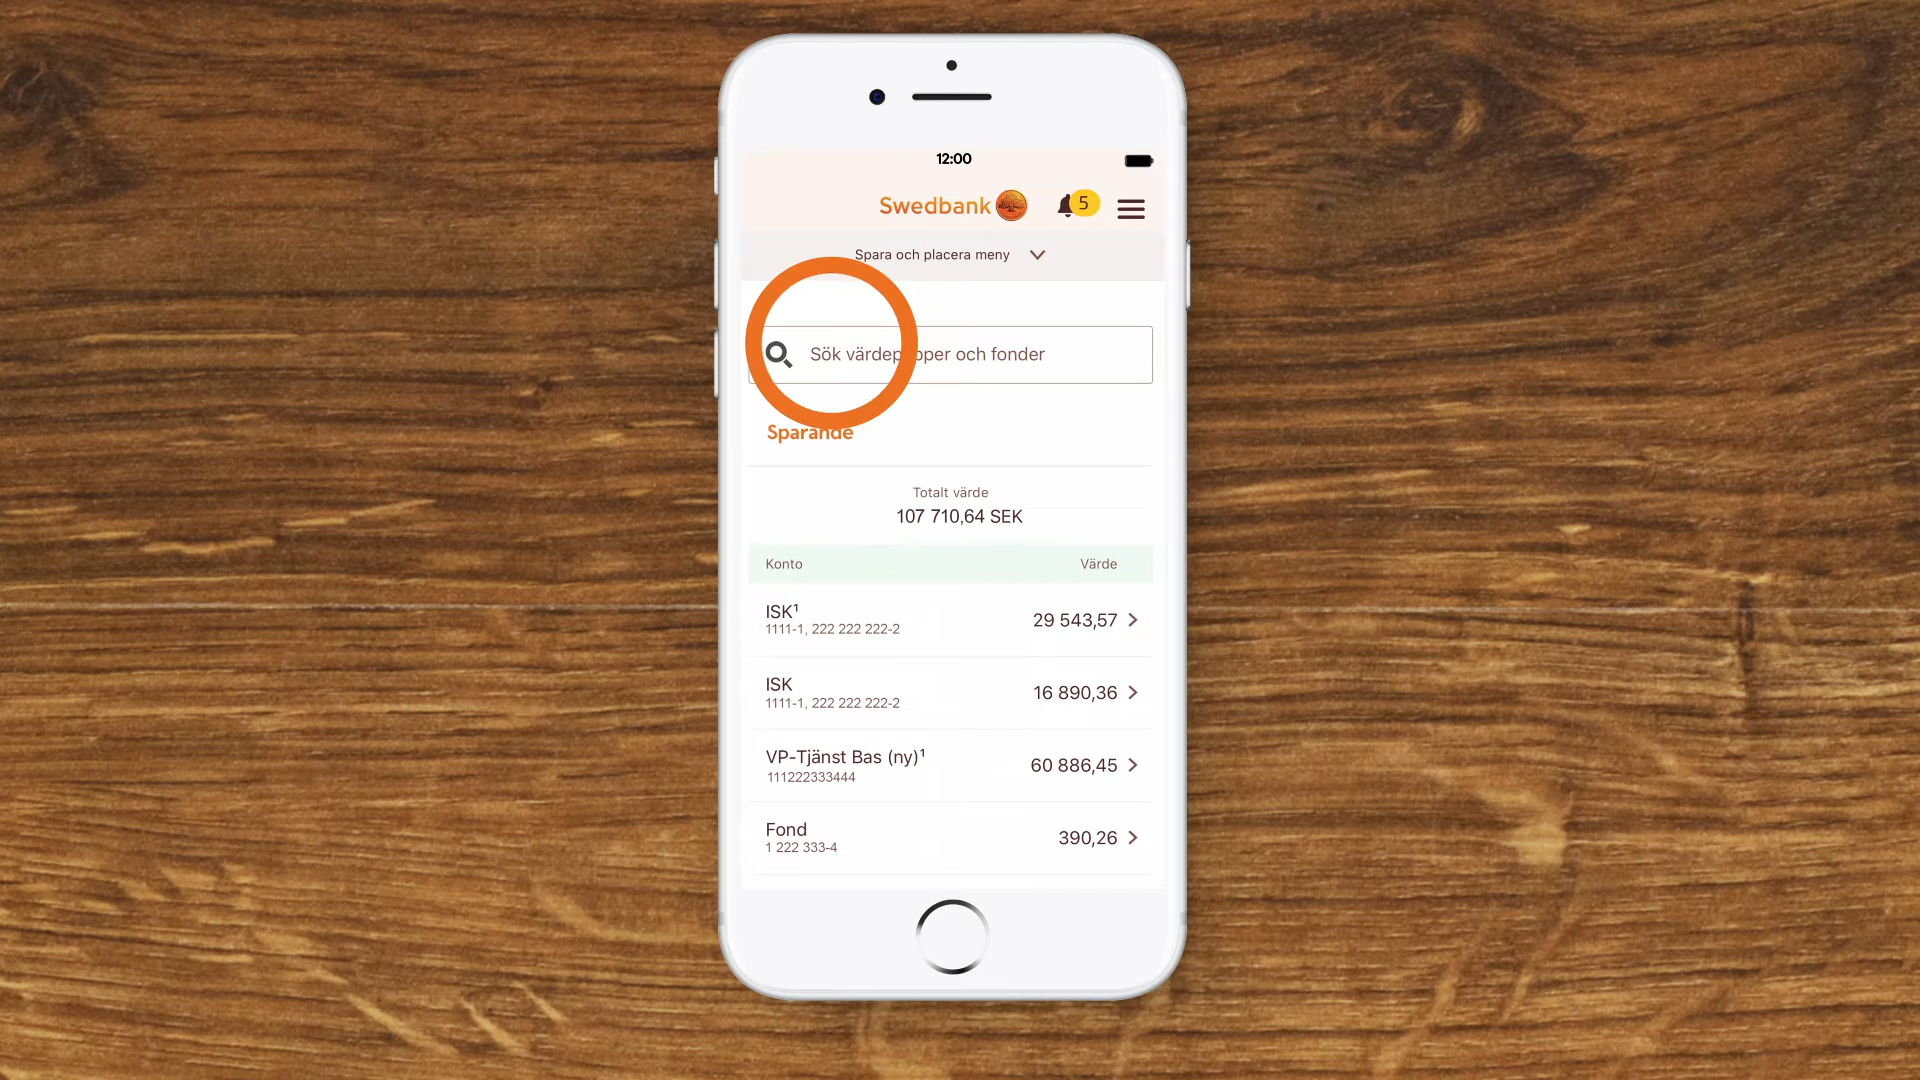 12:00
Swedbank
5
Spara och placera meny
Sök värdepapper och fonder
Sparande
Totalt värde
107 710,64 SEK
Konto Värde
ISK¹ 29 543,57
1111-1, 222 222 222-2
ISK 16 890,36
1111-1, 222 222 222-2
VP-Tjänst Bas (ny)¹ 60 886,45
111222333444
Fond 390,26
1 222 333-4